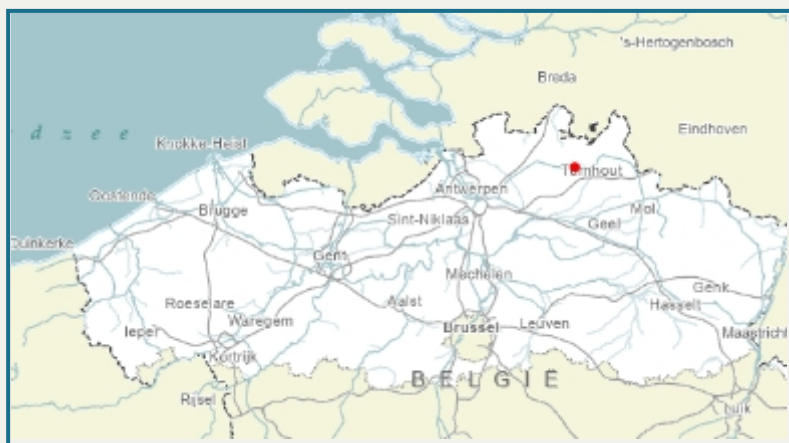 's-Hertogenbosch
Breda
Eindhoven
d z e e
Knokke-Heist
Turnhout
Oostende
Antwerpen
Brugge
Sint-Niklaas
Mol
Geel
Duinkerke
Gent
Mechelen
Genk
Roeselare
Aalst
Hasselt
Waregem
Ieper
Brussel
Leuven
Maastricht
Kortrijk
BELGIË
Rijsel
Luik